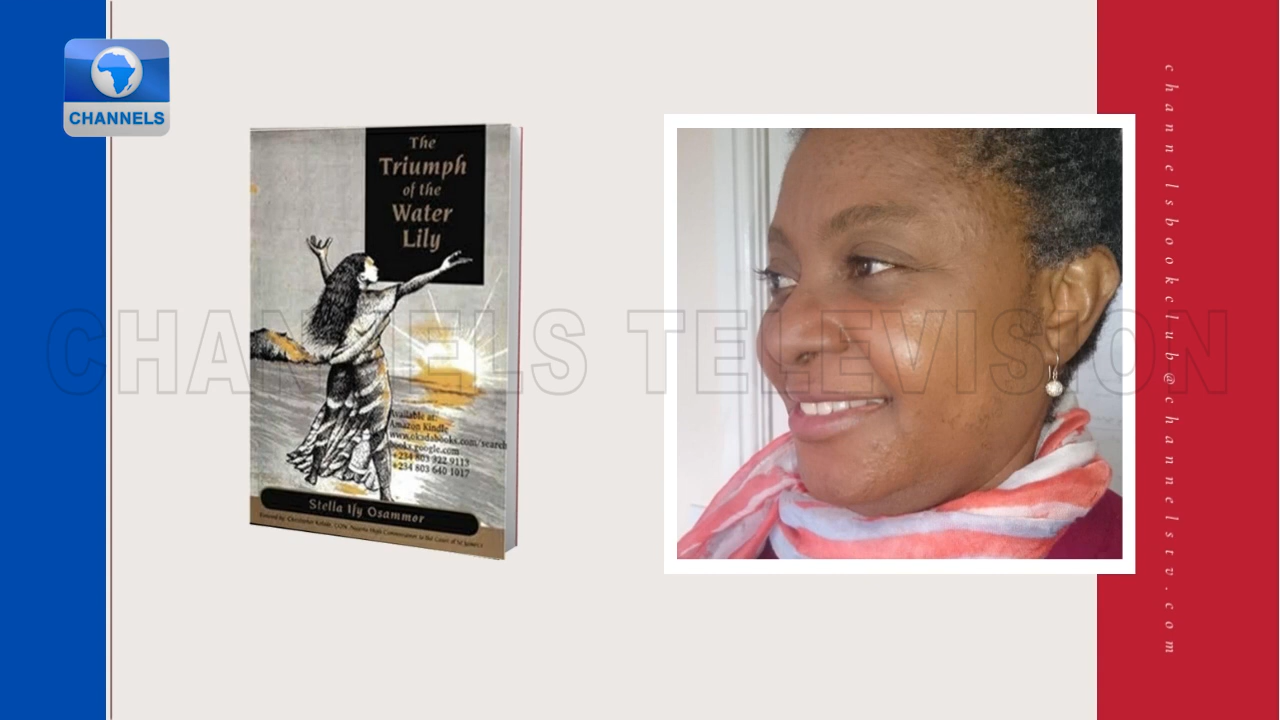 CHANNELS
The
Triumph
of the
Water
Lily
Available at:
Amazon Kindle
www.okadabooks.com/search
books.google.com
+234 803 322 9113
+234 803 640 1017
Stella Ify Osammor
CHANNELS TELEVISION
channelsbookclub@channelstv.com